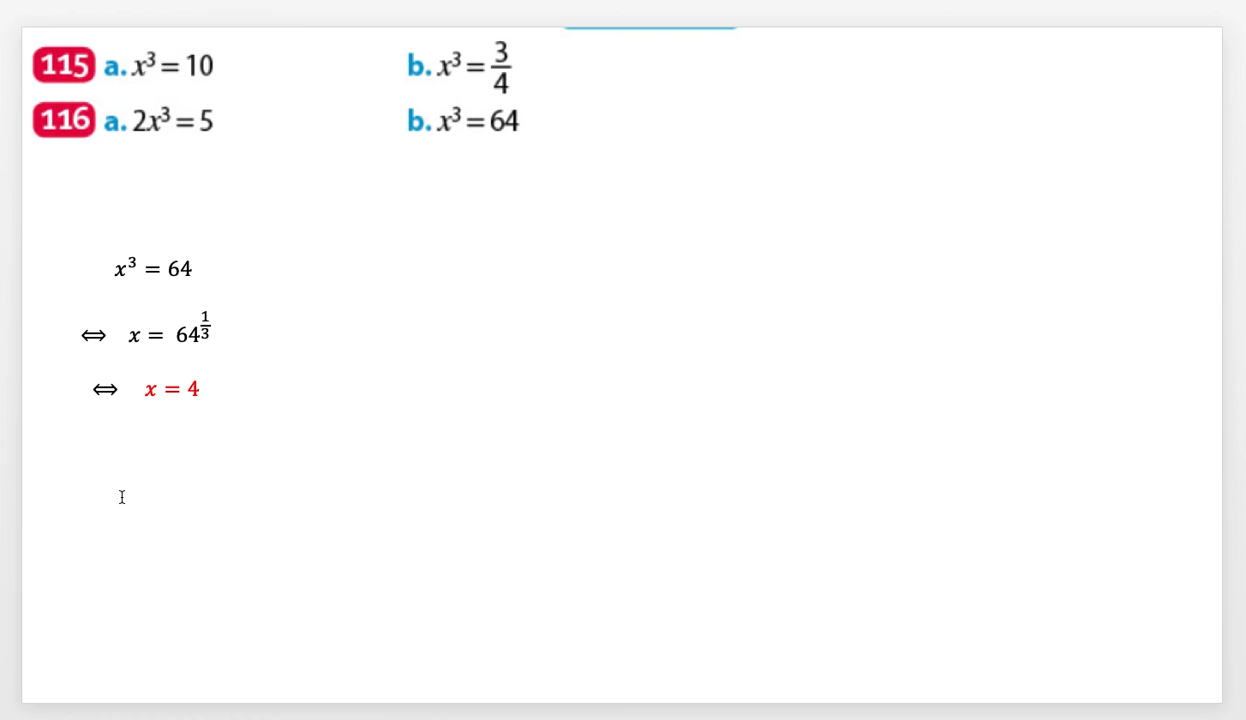 115 a. x³ = 10 b. x³ = 3/4
116 a. 2x³ = 5 b. x³ = 64
x³ = 64
⇔ x = 64^(1/3)
⇔ x = 4